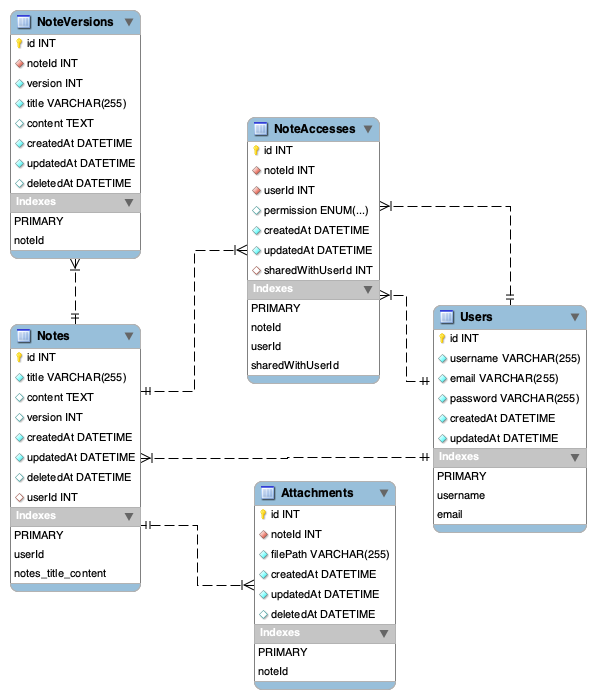 NoteVersions
id INT
noteId INT
version INT
title VARCHAR(255)
content TEXT
createdAt DATETIME
updatedAt DATETIME
deletedAt DATETIME
Indexes
PRIMARY
noteId
NoteAccesses
id INT
noteId INT
userId INT
permission ENUM(...)
createdAt DATETIME
updatedAt DATETIME
sharedWithUserId INT
Indexes
PRIMARY
noteId
userId
sharedWithUserId
Notes
id INT
title VARCHAR(255)
content TEXT
version INT
createdAt DATETIME
updatedAt DATETIME
deletedAt DATETIME
userId INT
Indexes
PRIMARY
userId
notes_title_content
Users
id INT
username VARCHAR(255)
email VARCHAR(255)
password VARCHAR(255)
createdAt DATETIME
updatedAt DATETIME
Indexes
PRIMARY
username
email
Attachments
id INT
noteId INT
filePath VARCHAR(255)
createdAt DATETIME
updatedAt DATETIME
deletedAt DATETIME
Indexes
PRIMARY
noteId